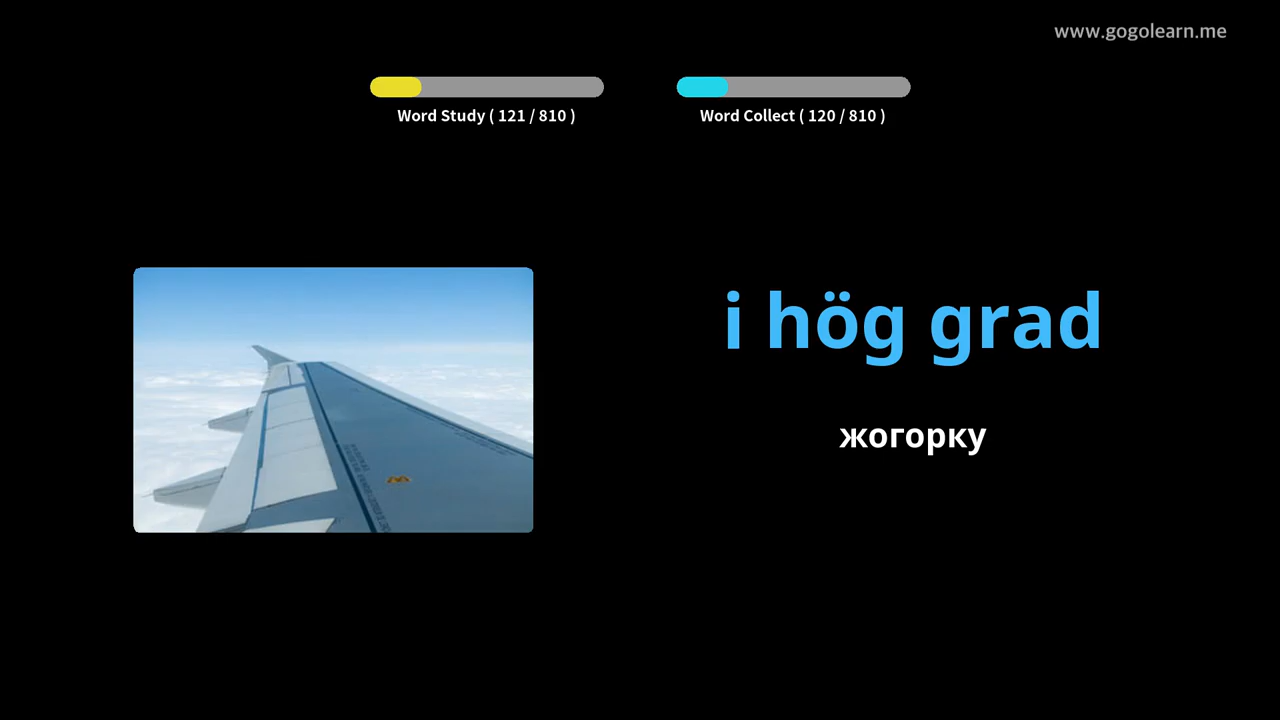 www.gogolearn.me
Word Study ( 121 / 810 )
Word Collect ( 120 / 810 )
i hög grad
жогорку